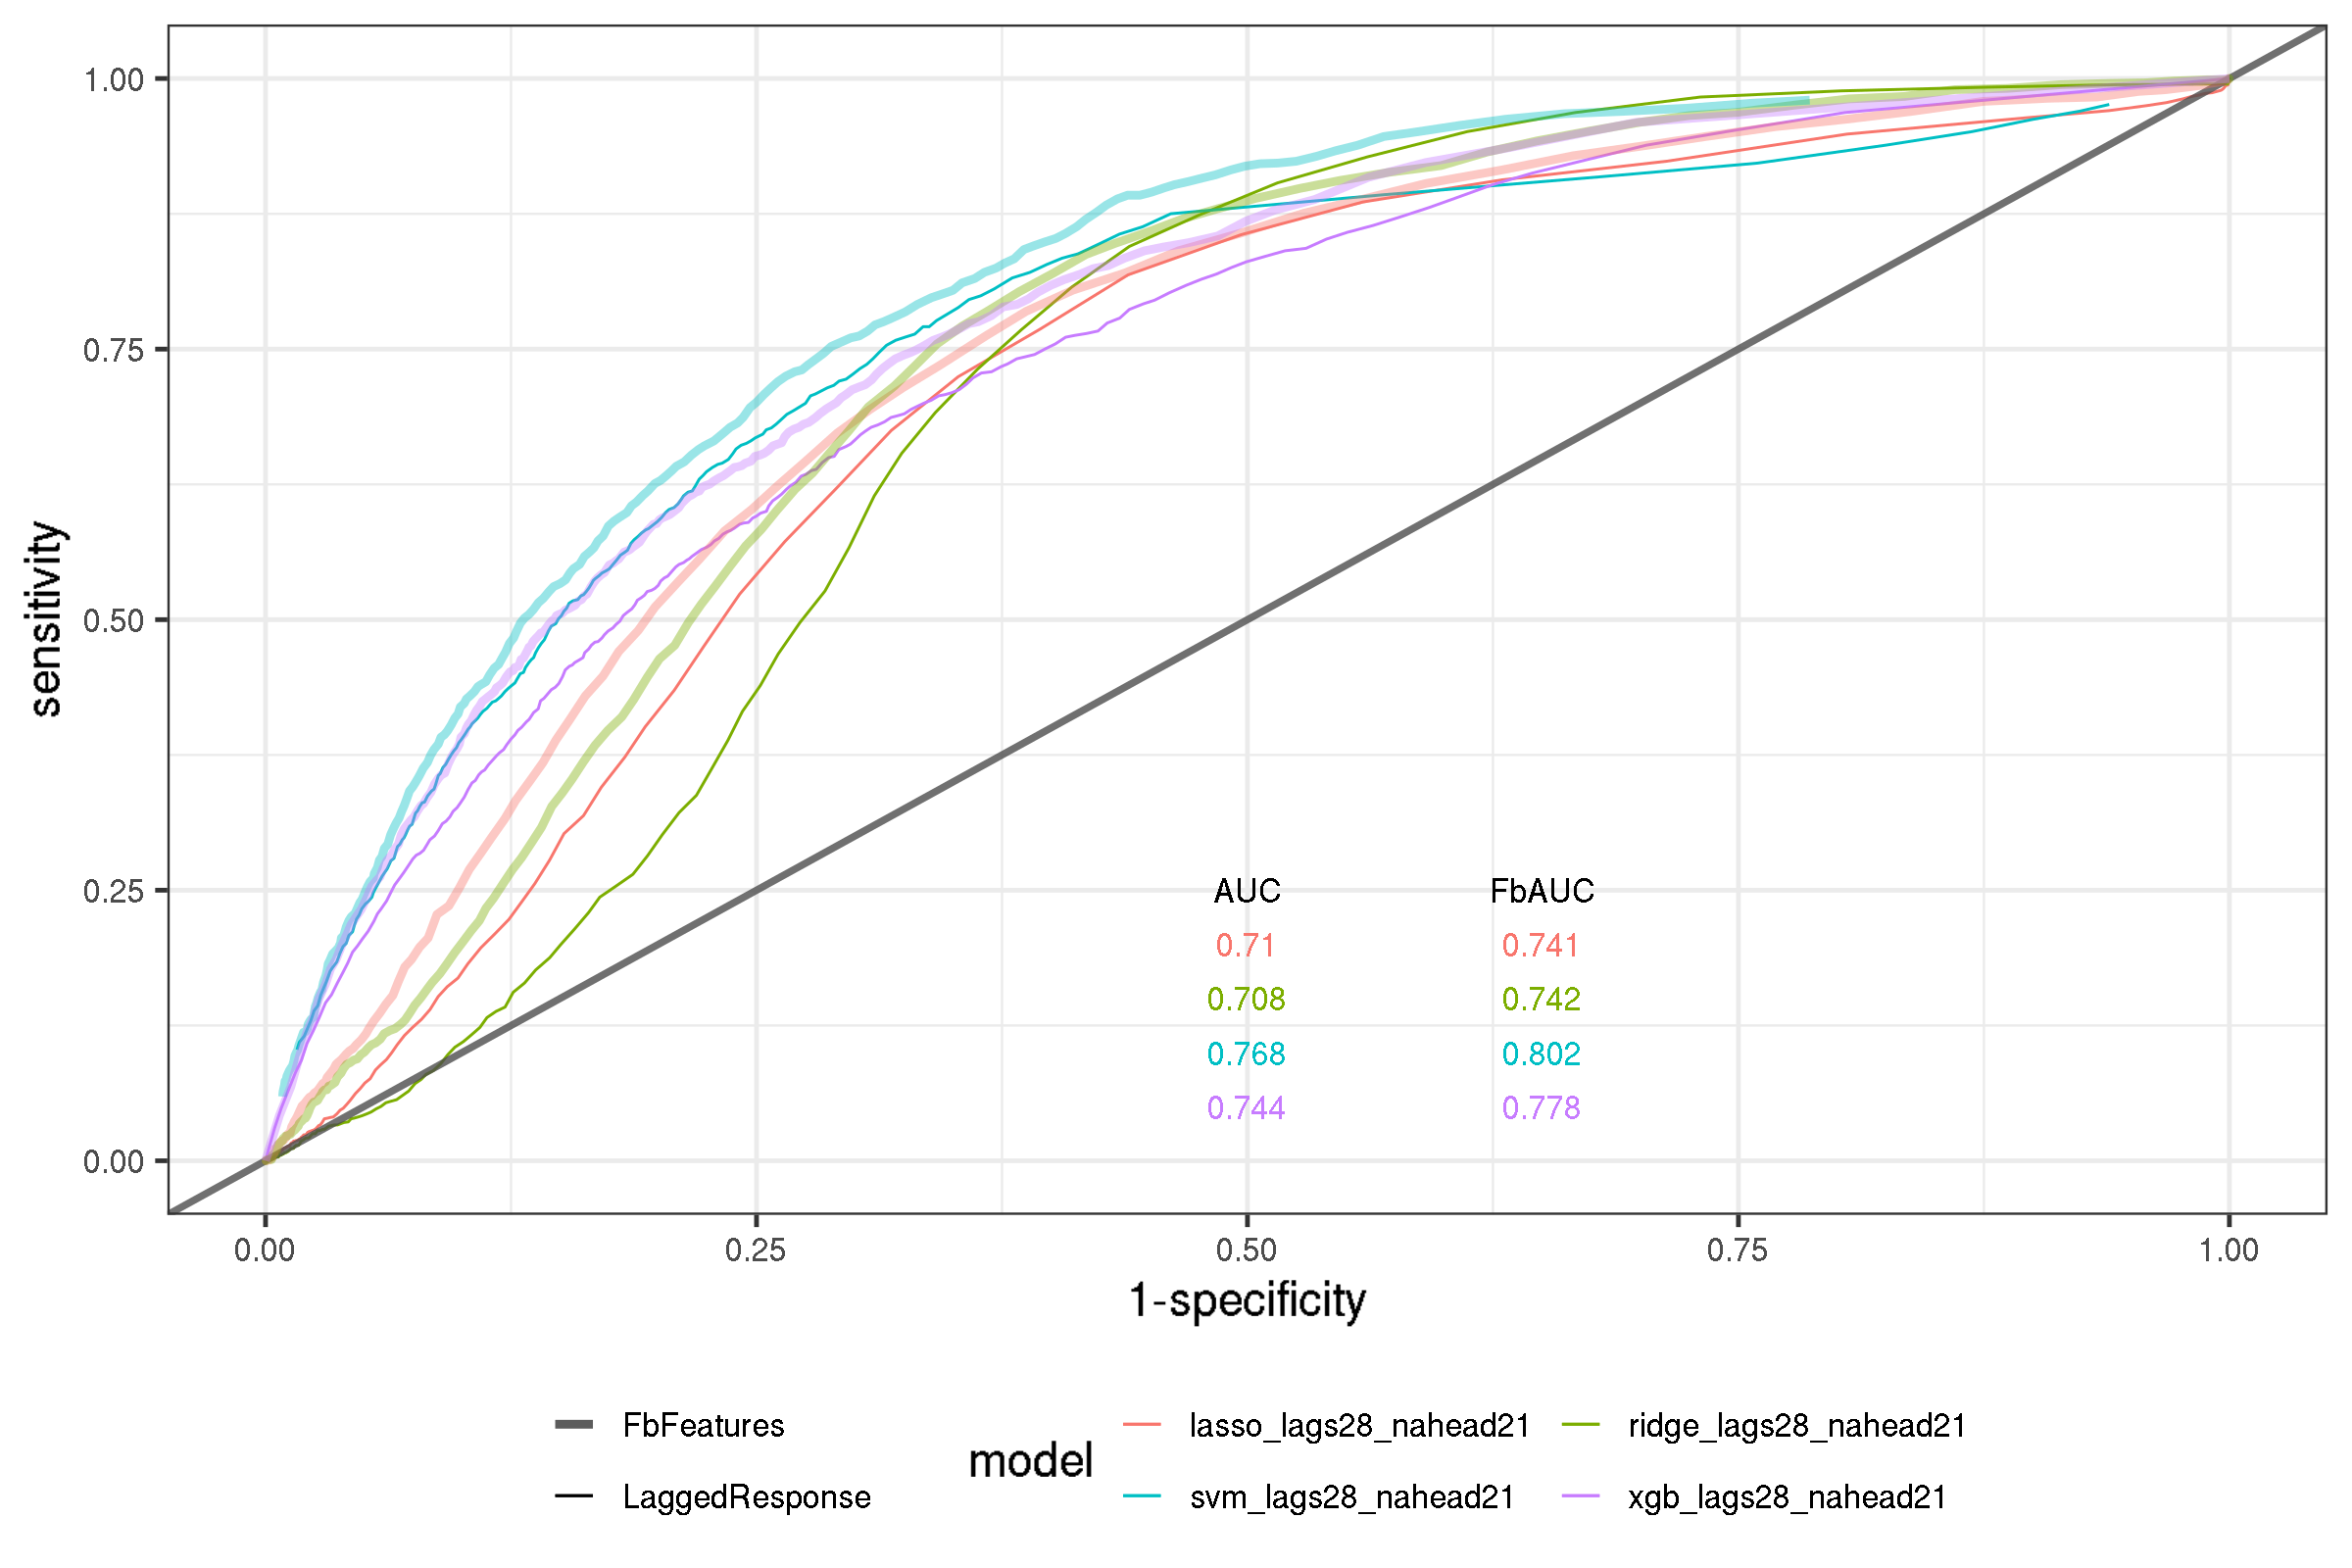 1.00
0.75
0.50
0.25
0.00
sensitivity
AUC FbAUC
0.71 0.741
0.708 0.742
0.768 0.802
0.744 0.778
0.00 0.25 0.50 0.75 1.00
1-specificity
FbFeatures
LaggedResponse
model
lasso_lags28_nahead21 ridge_lags28_nahead21
svm_lags28_nahead21 xgb_lags28_nahead21